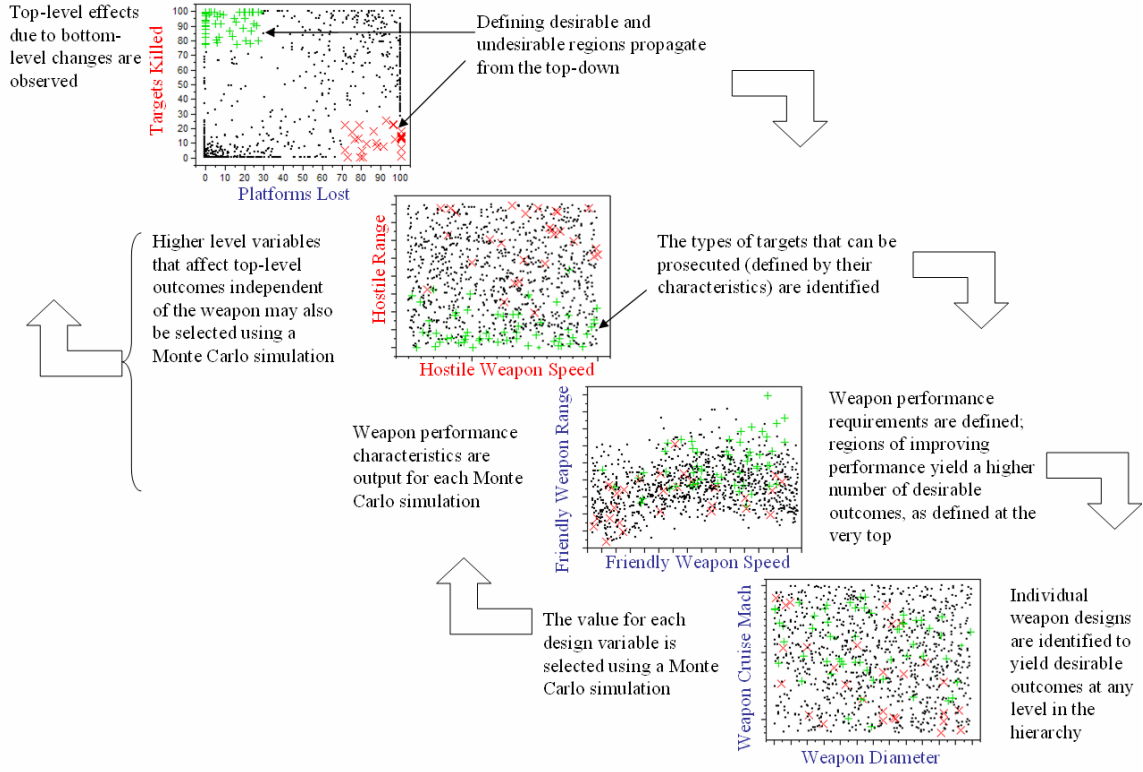 Top-level effects
due to bottom-
level changes are
observed
Targets Killed
100
90
80
70
60
50
40
30
20
10
0
0 10 20 30 40 50 60 70 80 90 100
Platforms Lost
Defining desirable and
undesirable regions propagate
from the top-down
Higher level variables
that affect top-level
outcomes independent
of the weapon may also
be selected using a
Monte Carlo simulation
Hostile Range
Hostile Weapon Speed
The types of targets that can be
prosecuted (defined by their
characteristics) are identified
Weapon performance
characteristics are
output for each Monte
Carlo simulation
Friendly Weapon Range
Friendly Weapon Speed
Weapon performance
requirements are defined;
regions of improving
performance yield a higher
number of desirable
outcomes, as defined at the
very top
The value for each
design variable is
selected using a Monte
Carlo simulation
Weapon Cruise Mach
Weapon Diameter
Individual
weapon designs
are identified to
yield desirable
outcomes at any
level in the
hierarchy